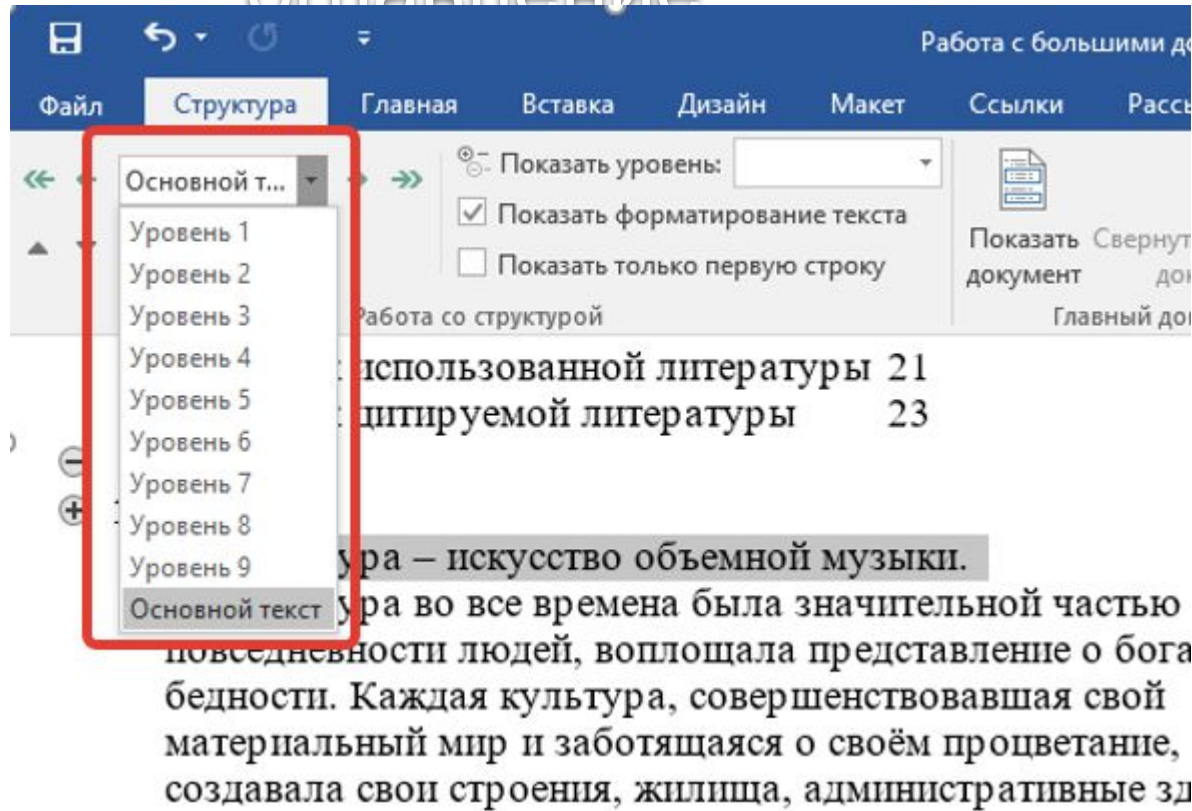 Работа с большими до
Файл Структура Главная Вставка Дизайн Макет Ссылки Рассы
Основной т... Показать уровень:
Уровень 1 Показать форматирование текста
Уровень 2 Показать только первую строку
Показать Свернут
документ док
Уровень 3 Работа со структурой Главный до
Уровень 4 использованной литературы 21
Уровень 5 цитируемой литературы 23
Уровень 6
Уровень 7
Уровень 8
Уровень 9 ура – искусство объемной музыки.
Основной текст ура во все времена была значительной частью
повседневности людей, воплощала представление о бога
бедности. Каждая культура, совершенствовавшая свой
материальный мир и заботящаяся о своём процветание,
создавала свои строения, жилища, административные зд